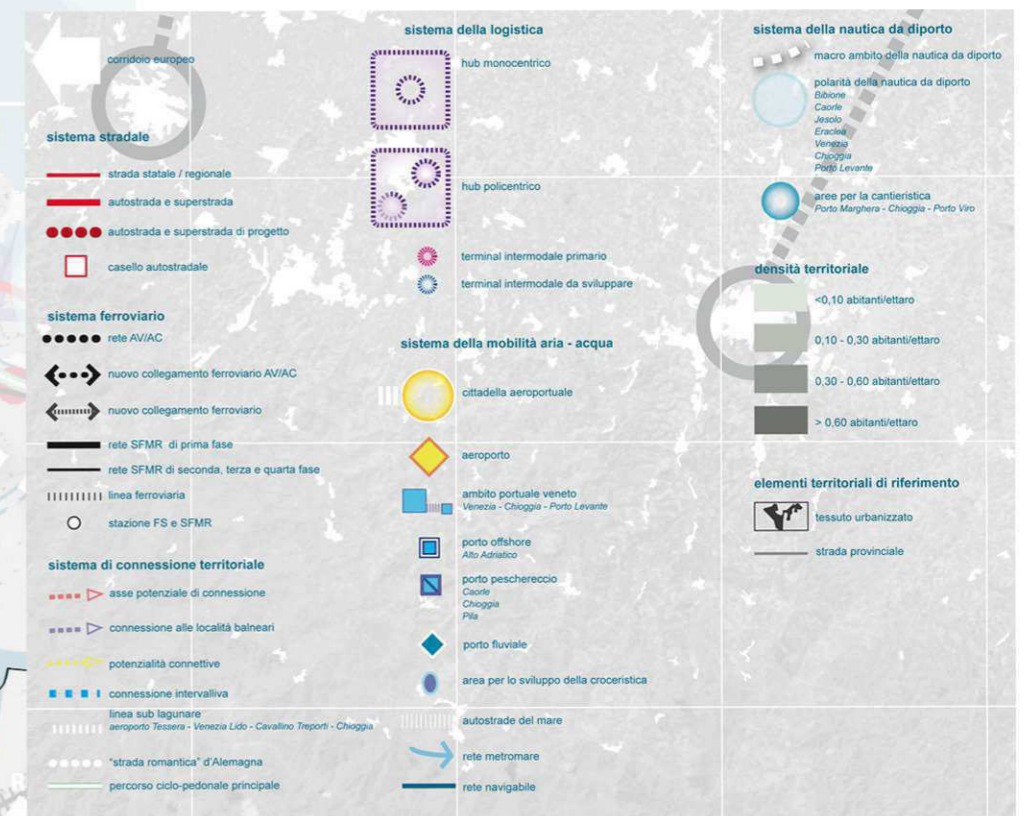 corridoio europeo
sistema stradale
strada statale / regionale
autostrada e superstrada
autostrada e superstrada di progetto
casello autostradale
sistema ferroviario
rete AV/AC
nuovo collegamento ferroviario AV/AC
nuovo collegamento ferroviario
rete SFMR di prima fase
rete SFMR di seconda, terza e quarta fase
linea ferroviaria
stazione FS e SFMR
sistema di connessione territoriale
asse potenziale di connessione
connessione alle località balneari
potenzialità connettive
connessione intervalliva
linea sub lagunare
aeroporto Tessera - Venezia Lido - Cavallino Treporti - Chioggia
"strada romantica" d'Alemagna
percorso ciclo-pedonale principale
sistema della logistica
hub monocentrico
hub policentrico
terminal intermodale primario
terminal intermodale da sviluppare
sistema della mobilità aria - acqua
cittadella aeroportuale
aeroporto
ambito portuale veneto
Venezia - Chioggia - Porto Levante
porto offshore
Alto Adriatico
porto peschereccio
Caorle
Chioggia
Pila
porto fluviale
area per lo sviluppo della croceristica
autostrade del mare
rete metromare
rete navigabile
sistema della nautica da diporto
macro ambito della nautica da diporto
polarità della nautica da diporto
Bibione
Caorle
Jesolo
Eraclea
Venezia
Chioggia
Porto Levante
aree per la cantieristica
Porto Marghera - Chioggia - Porto Viro
densità territoriale
<0,10 abitanti/ettaro
0,10 - 0,30 abitanti/ettaro
0,30 - 0,60 abitanti/ettaro
> 0,60 abitanti/ettaro
elementi territoriali di riferimento
tessuto urbanizzato
strada provinciale